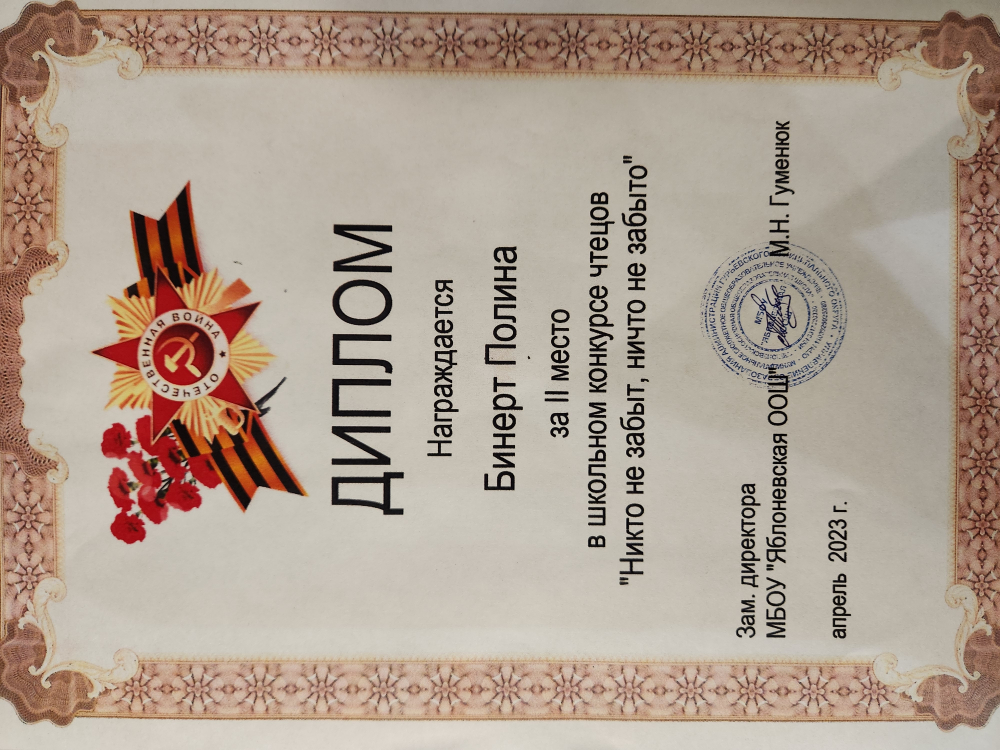 ОТЕЧЕСТВЕННАЯ ВОЙНА
ДИПЛОМ
Награждается
Бинерт Полина
за II место
в школьном конкурсе чтецов
"Никто не забыт, ничто не забыто"
Зам. директора
МБОУ "Яблоневская ООШ" М.Н. Гуменюк
апрель 2023 г.